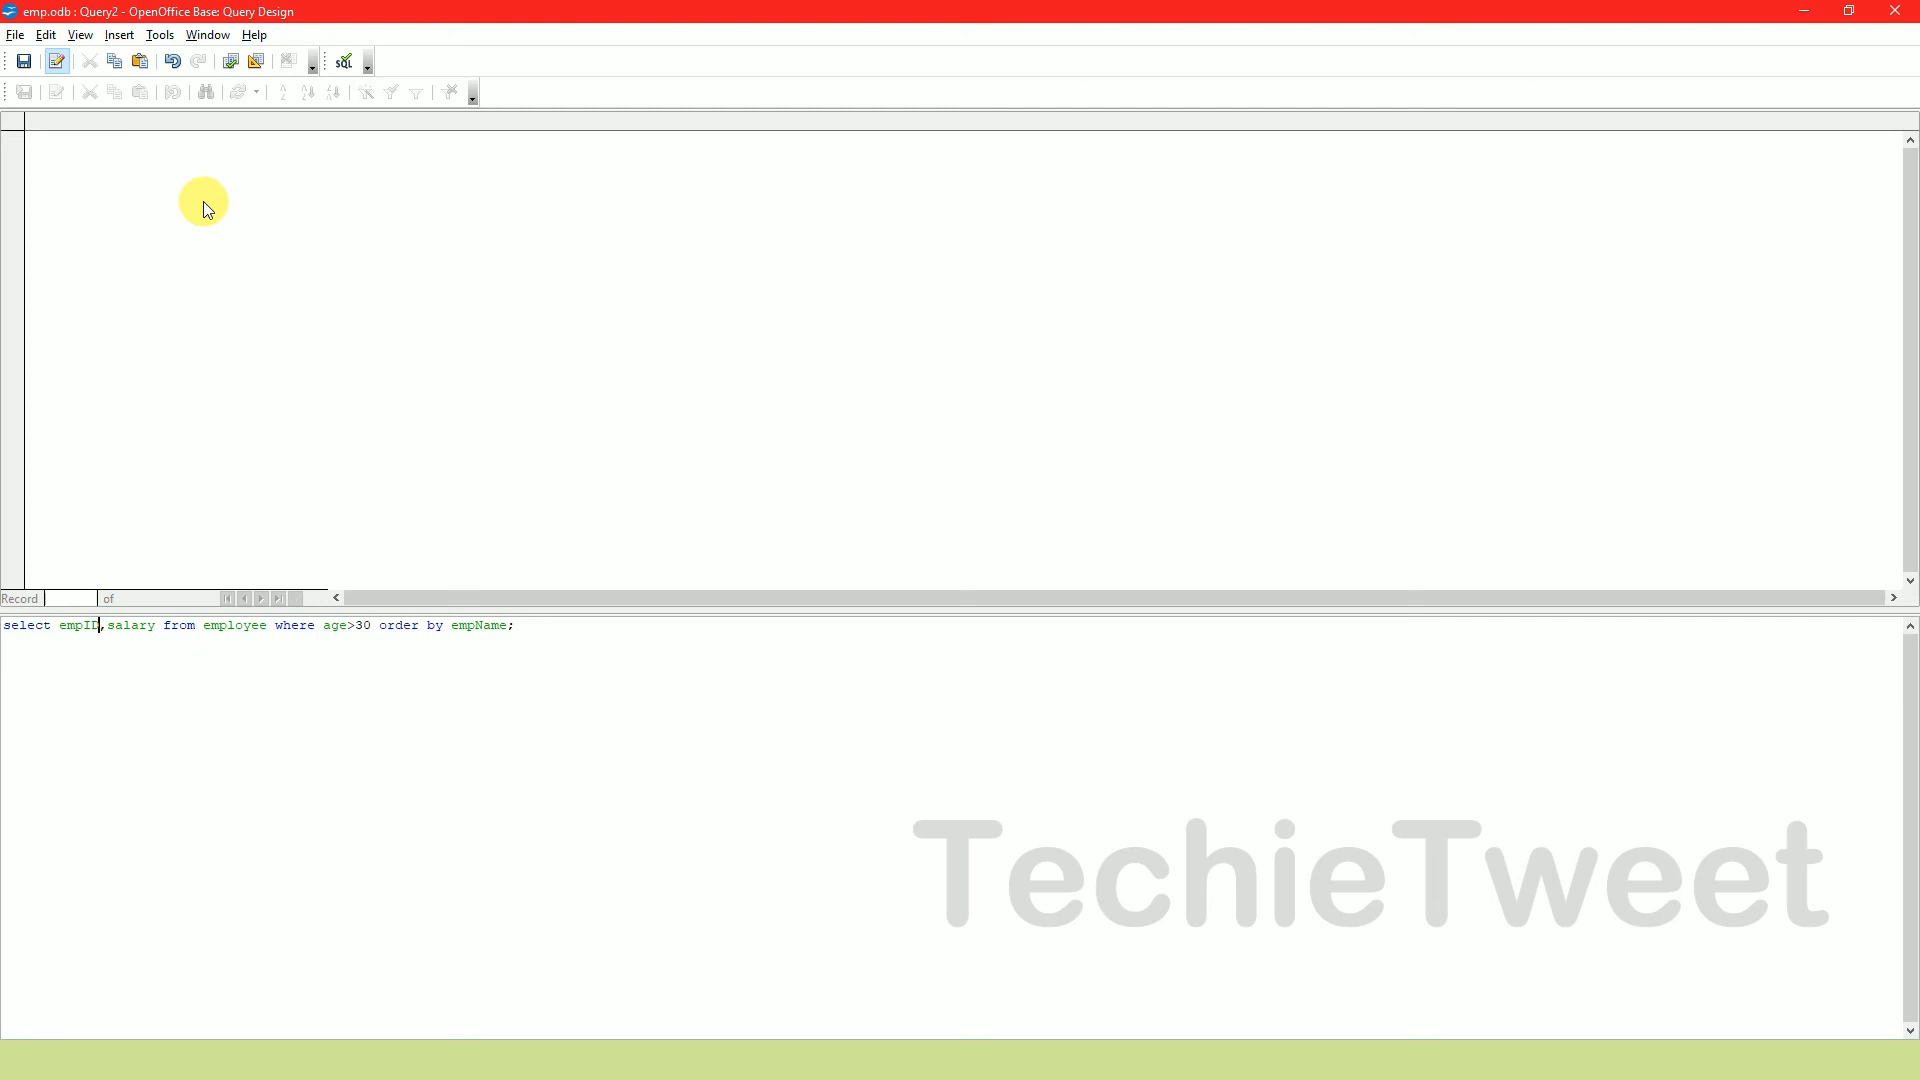 emp.odb : Query2 - OpenOffice Base: Query Design
File Edit View Insert Tools Window Help
SQL
Record of
select empID,salary from employee where age>30 order by empName;
TechieTweet